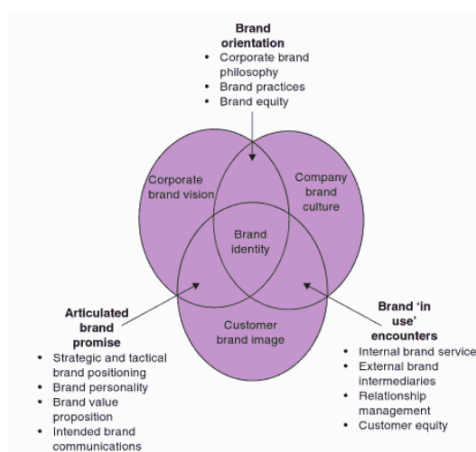 Brand
orientation
• Corporate brand
philosophy
• Brand practices
• Brand equity
Corporate
brand vision
Company
brand
culture
Brand
identity
Customer
brand image
Articulated
brand
promise
• Strategic and tactical
brand positioning
• Brand personality
• Brand value
proposition
• Intended brand
communications
Brand ‘in
use’
encounters
• Internal brand service
• External brand
intermediaries
• Relationship
management
• Customer equity